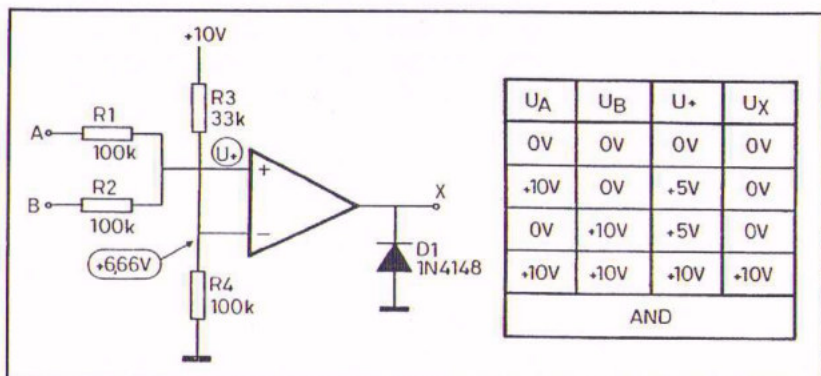 +10V
R3
33k
A
R1
100k
U+
+
B
R2
100k
−
+6,66V
R4
100k
X
D1
1N4148
UA UB U+ UX
0V 0V 0V 0V
+10V 0V +5V 0V
0V +10V +5V 0V
+10V +10V +10V +10V
AND